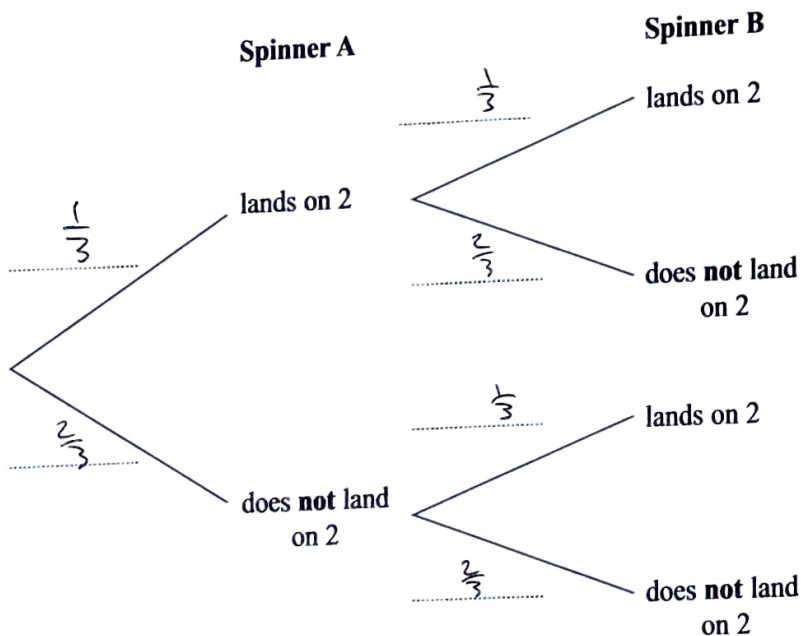 Spinner A
Spinner B
1/3
lands on 2
1/3
lands on 2
2/3
does not land
on 2
2/3
does not land
on 2
1/3
lands on 2
2/3
does not land
on 2